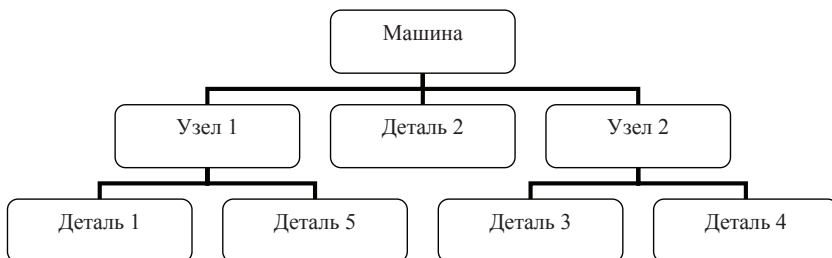 Машина
Узел 1
Деталь 2
Узел 2
Деталь 1
Деталь 5
Деталь 3
Деталь 4